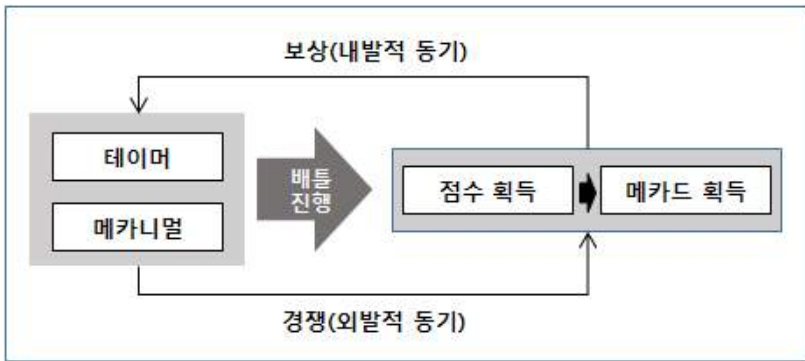 보상(내발적 동기)
테이머
메카니멀
배틀
진행
점수 획득
메카드 획득
경쟁(외발적 동기)